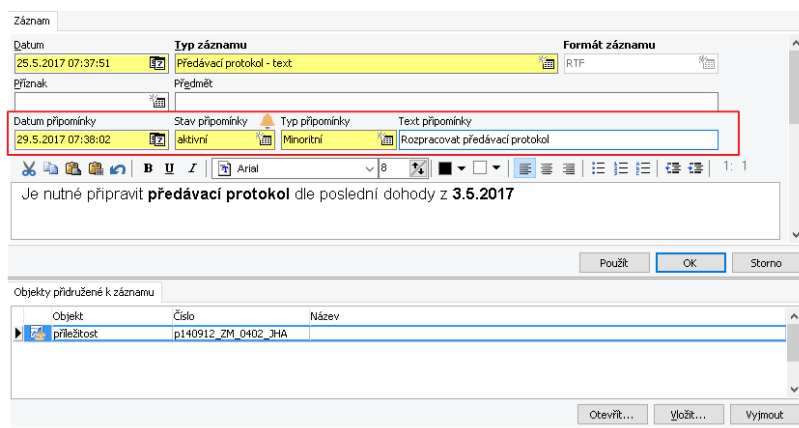 Záznam
Datum Typ záznamu Formát záznamu
25.5.2017 07:37:51 Předávací protokol - text RTF
Příznak Předmět
Datum připomínky Stav připomínky Typ připomínky Text připomínky
29.5.2017 07:38:02 aktivní Minoritní Rozpracovat předávací protokol
B U I Arial 8 1: 1
Je nutné připravit předávací protokol dle poslední dohody z 3.5.2017
Použít OK Storno
Objekty přidružené k záznamu
Objekt Číslo Název
příležitost p140912_ZM_0402_JHA
Otevřít... Vložit... Vyjmout